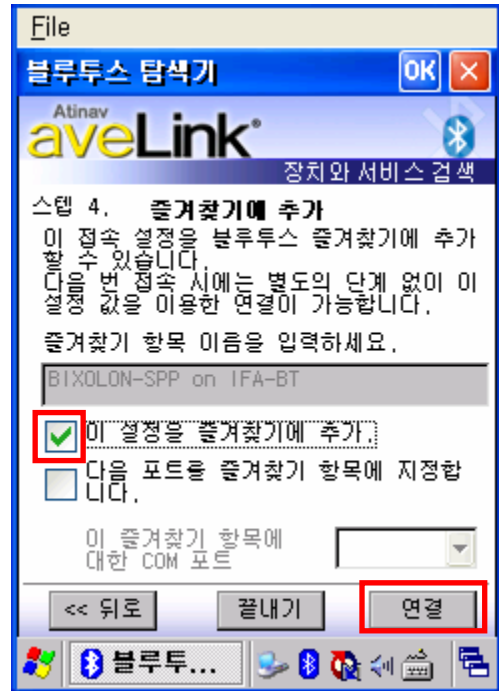 File
블루투스 탐색기
OK
Atinav
aveLink
장치와 서비스 검색
스텝 4. 즐겨찾기에 추가
이 접속 설정을 블루투스 즐겨찾기에 추가
할 수 있습니다.
다음 번 접속 시에는 별도의 단계 없이 이
설정 값을 이용한 연결이 가능합니다.
즐겨찾기 항목 이름을 입력하세요.
BIXOLON-SPP on IFA-BT
이 설정을 즐겨찾기에 추가.
다음 포트를 즐겨찾기 항목에 지정합
니다.
이 즐겨찾기 항목에
대한 COM 포트
<< 뒤로
끝내기
연결
블루투...